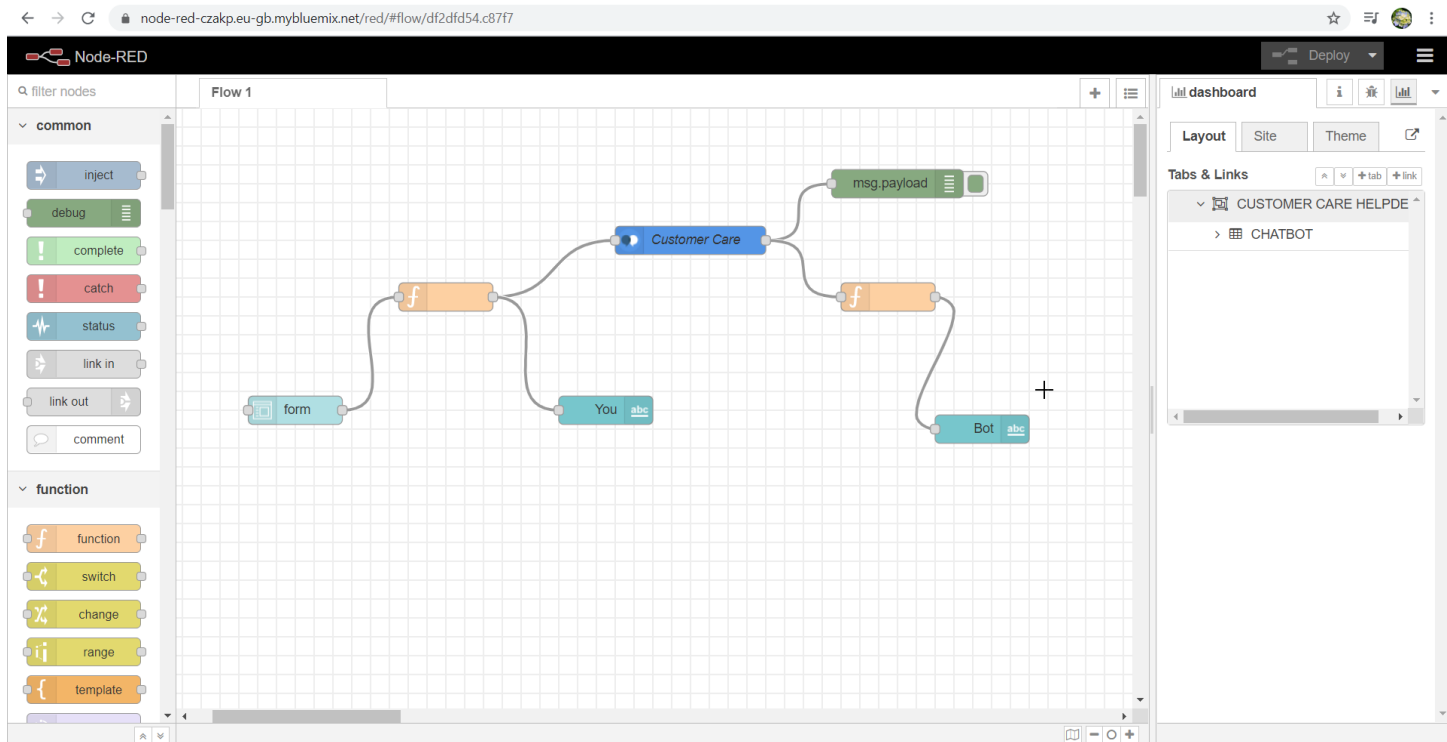 node-red-czakp.eu-gb.mybluemix.net/red/#flow/df2dfd54.c87f7
Node-RED
Deploy
filter nodes
Flow 1
dashboard
i
common
Layout
Site
Theme
inject
Tabs & Links
+tab
+link
msg.payload
CUSTOMER CARE HELPDE
debug
CHATBOT
Customer Care
complete
catch
status
link in
link out
form
You
abc
Bot
abc
comment
function
function
switch
change
range
template